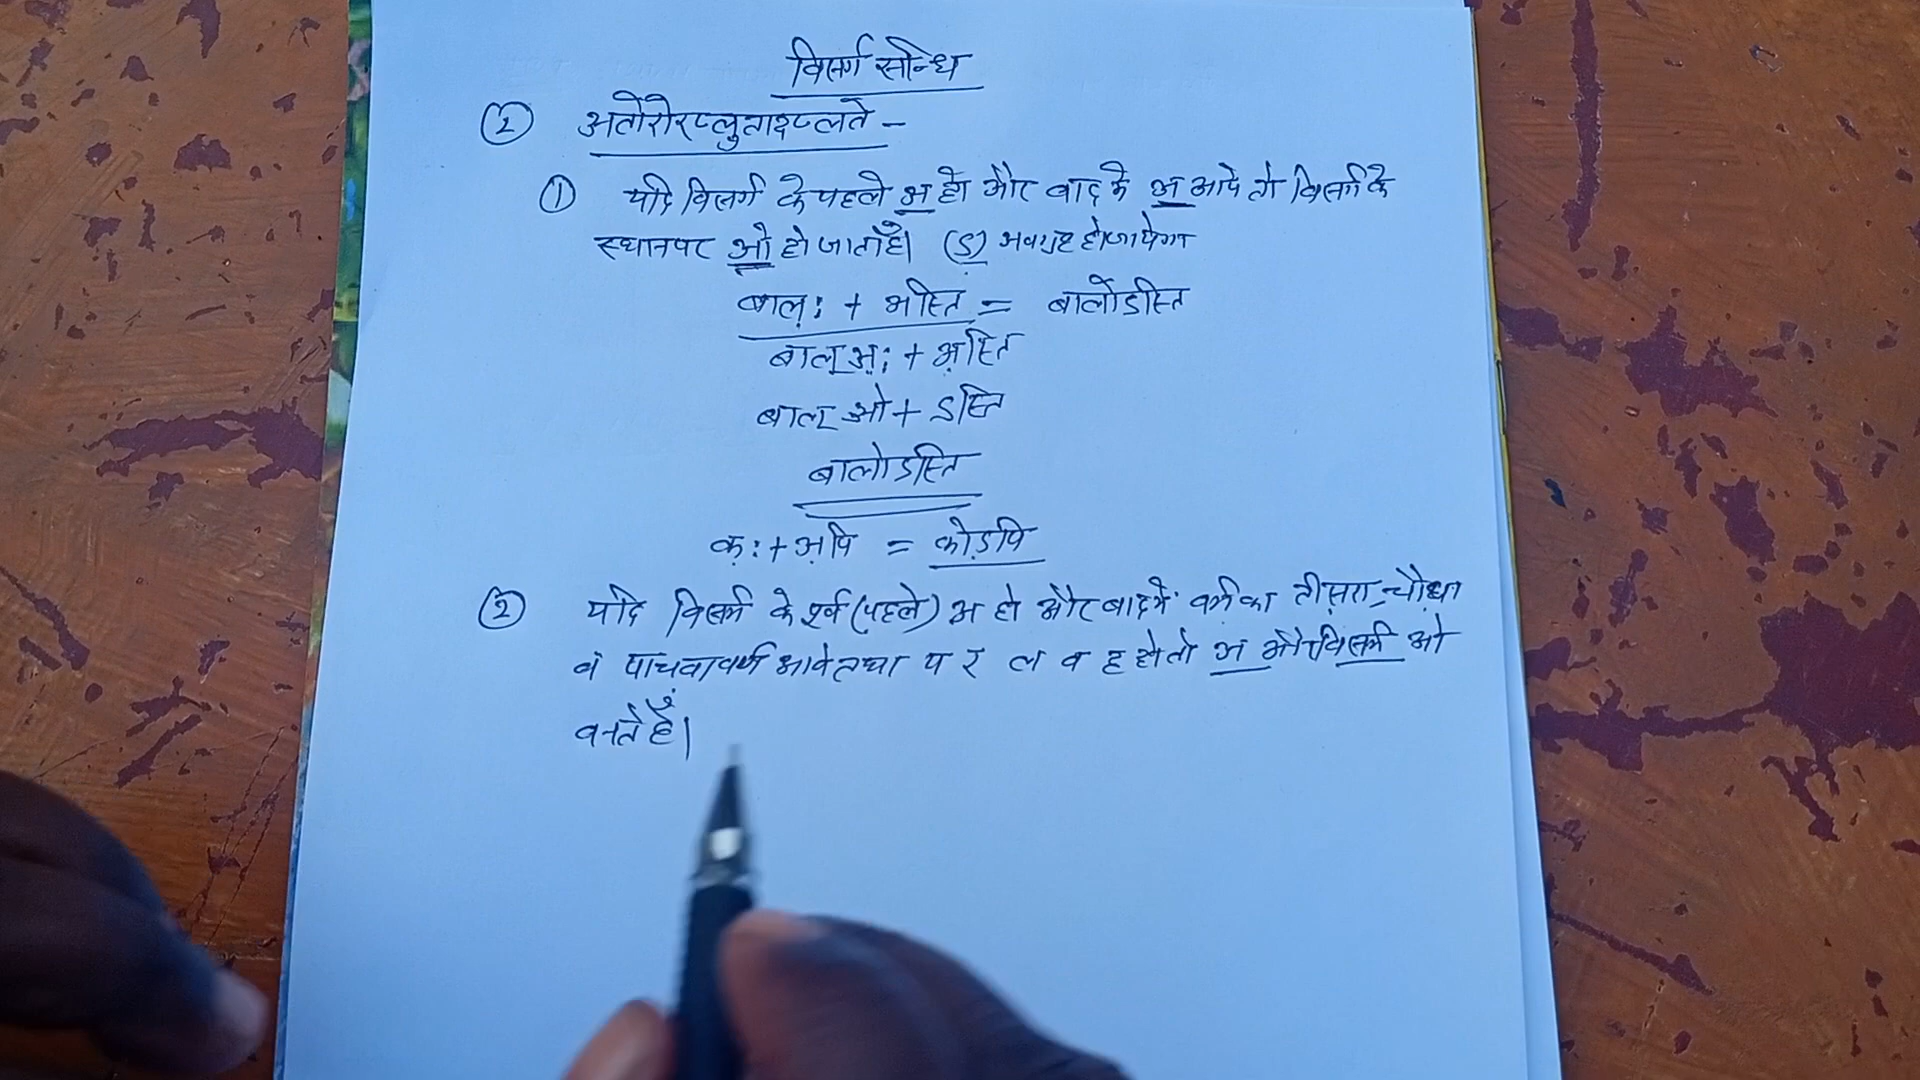 विसर्ग सन्धि
② अतोरोरप्लुतादप्लुते –
① यदि विसर्ग के पहले अ हो और बाद में अ आये तो विसर्ग के
स्थान पर ओ हो जाता है। (ऽ) अवग्रह हो जायेगा
बाल: + अस्ति = बालोऽस्ति
बाल् अ: + अस्ति
बाल् ओ + ऽस्ति
बालोऽस्ति
क: + अपि = कोऽपि
② यदि विसर्ग के पूर्व (पहले) अ हो और बाद में वर्ग का तीसरा, चौथा
वं पाचवा वर्ण आवे तथा य र ल व ह हो तो अ और विसर्ग ओ
बनते हैं।